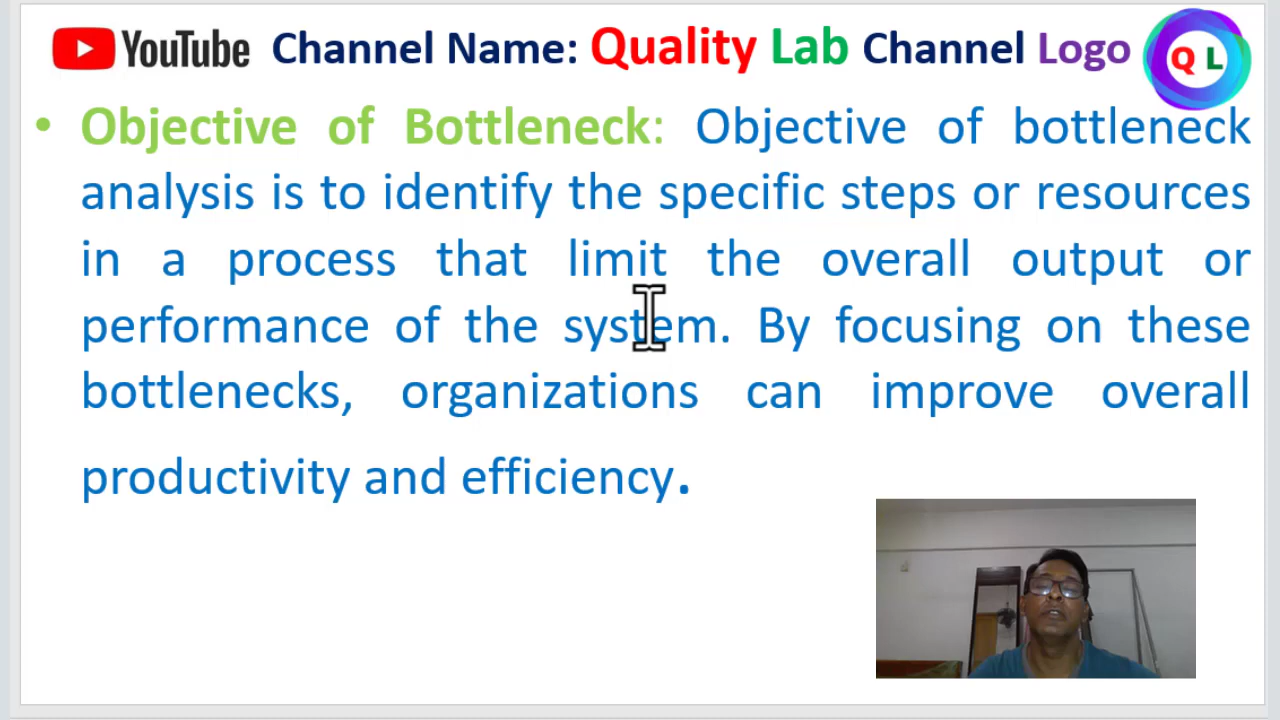 YouTube Channel Name: Quality Lab Channel Logo Q L
• Objective of Bottleneck: Objective of bottleneck
analysis is to identify the specific steps or resources
in a process that limit the overall output or
performance of the system. By focusing on these
bottlenecks, organizations can improve overall
productivity and efficiency.